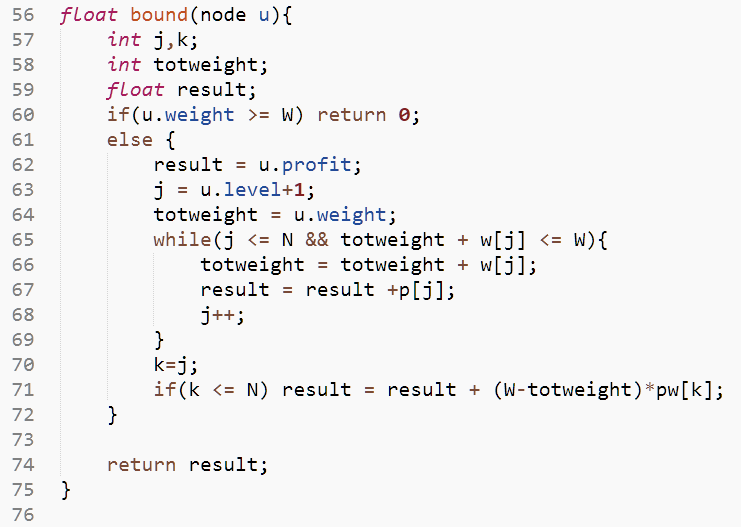 56 float bound(node u){
57     int j,k;
58     int totweight;
59     float result;
60     if(u.weight >= W) return 0;
61     else {
62         result = u.profit;
63         j = u.level+1;
64         totweight = u.weight;
65         while(j <= N && totweight + w[j] <= W){
66             totweight = totweight + w[j];
67             result = result +p[j];
68             j++;
69         }
70         k=j;
71         if(k <= N) result = result + (W-totweight)*pw[k];
72     }
73
74     return result;
75 }
76